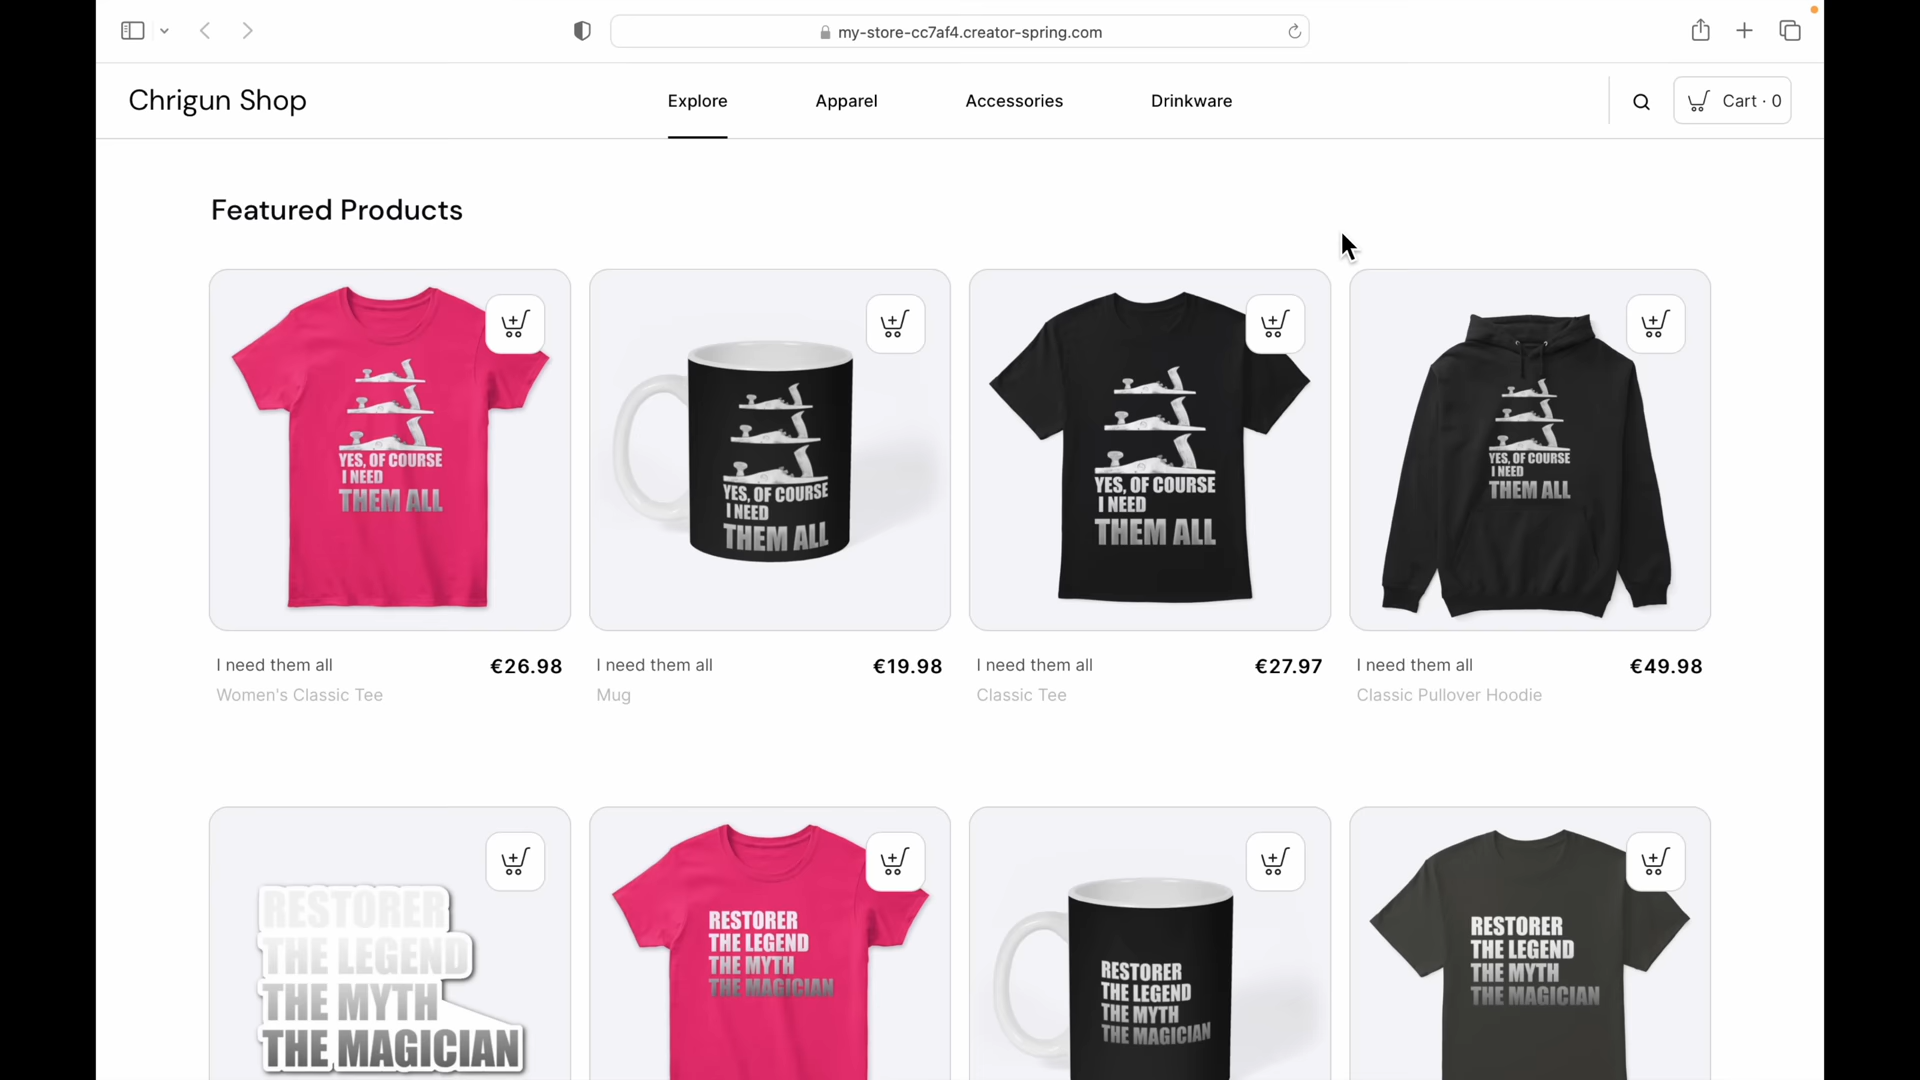 my-store-cc7af4.creator-spring.com
Chrigun Shop
Explore
Apparel
Accessories
Drinkware
Cart · 0
Featured Products
YES, OF COURSE
I NEED
THEM ALL
YES, OF COURSE
I NEED
THEM ALL
YES, OF COURSE
I NEED
THEM ALL
YES, OF COURSE
I NEED
THEM ALL
I need them all
€26.98
Women's Classic Tee
I need them all
€19.98
Mug
I need them all
€27.97
Classic Tee
I need them all
€49.98
Classic Pullover Hoodie
RESTORER
THE LEGEND
THE MYTH
THE MAGICIAN
RESTORER
THE LEGEND
THE MYTH
THE MAGICIAN
RESTORER
THE LEGEND
THE MYTH
THE MAGICIAN
RESTORER
THE LEGEND
THE MYTH
THE MAGICIAN